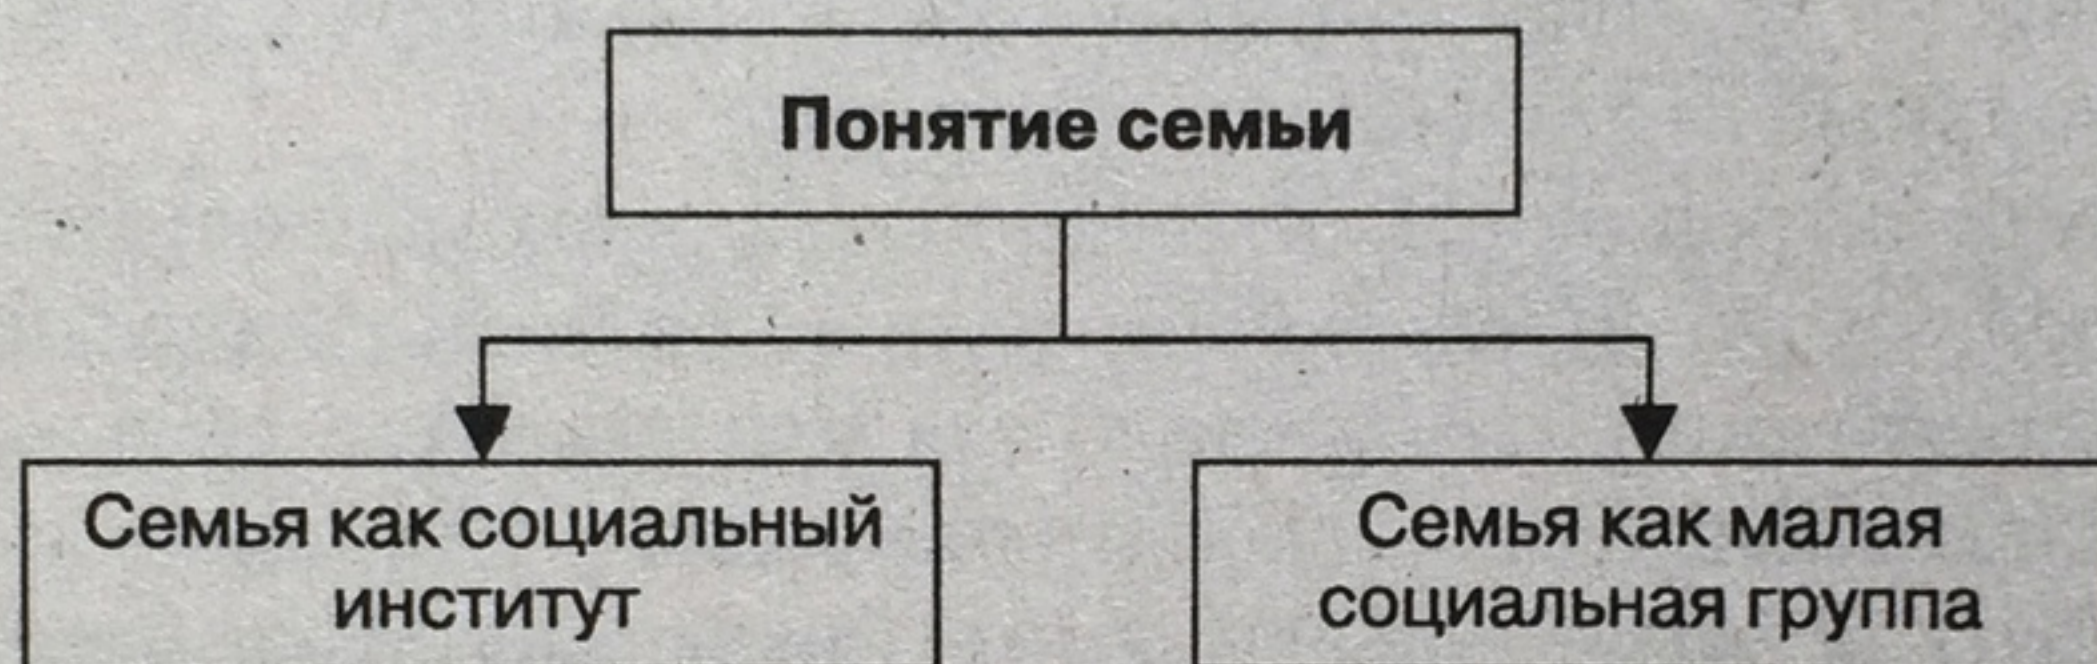 Понятие семьи
Семья как социальный
институт
Семья как малая
социальная группа